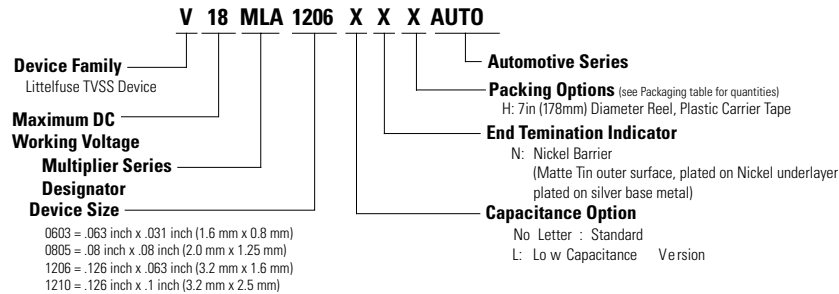 V 18 MLA 1206 X X X AUTO
Device Family
Littelfuse TVSS Device
Maximum DC
Working Voltage
Multiplier Series
Designator
Device Size
0603 = .063 inch x .031 inch (1.6 mm x 0.8 mm)
0805 = .08 inch x .08 inch (2.0 mm x 1.25 mm)
1206 = .126 inch x .063 inch (3.2 mm x 1.6 mm)
1210 = .126 inch x .1 inch (3.2 mm x 2.5 mm)
Automotive Series
Packing Options (see Packaging table for quantities)
H: 7in (178mm) Diameter Reel, Plastic Carrier Tape
End Temination Indicator
N: Nickel Barrier
(Matte Tin outer surface, plated on Nickel underlayer
plated on silver base metal)
Capacitance Option
No Letter : Standard
L: Lo w Capacitance Ve rsion